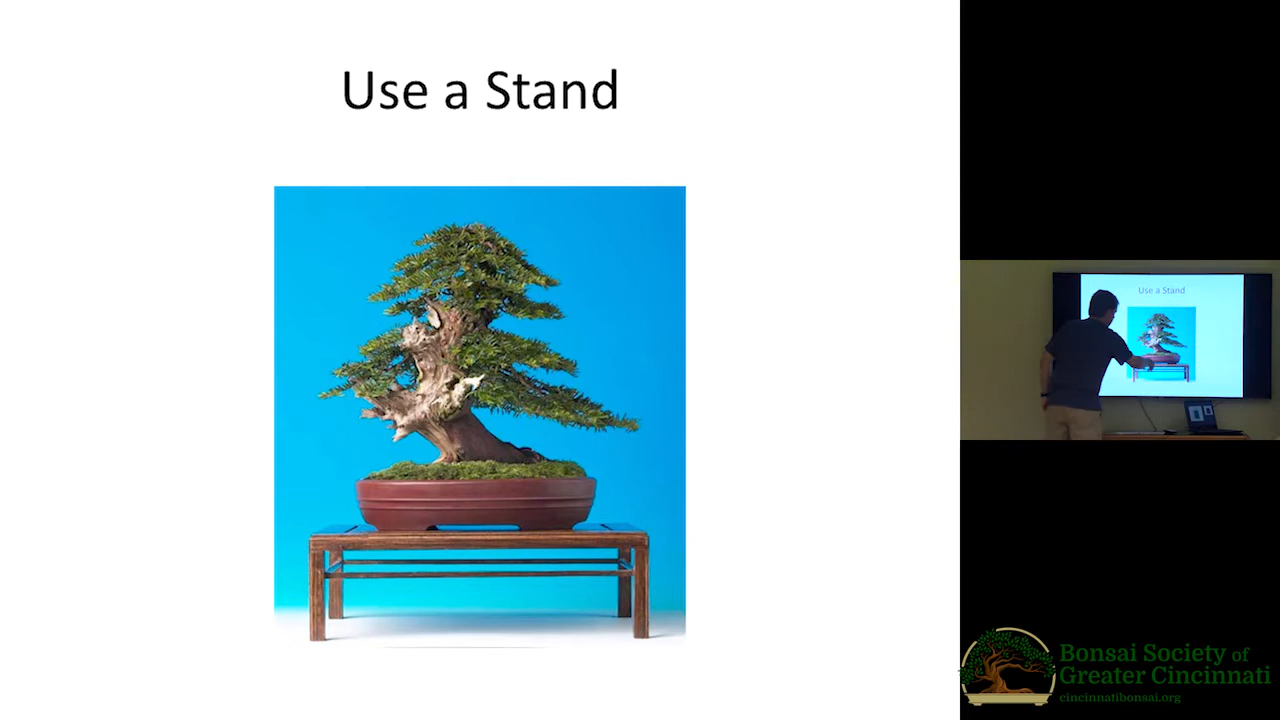 Use a Stand
Use a Stand
Bonsai Society of
Greater Cincinnati
cincinnatibonsai.org